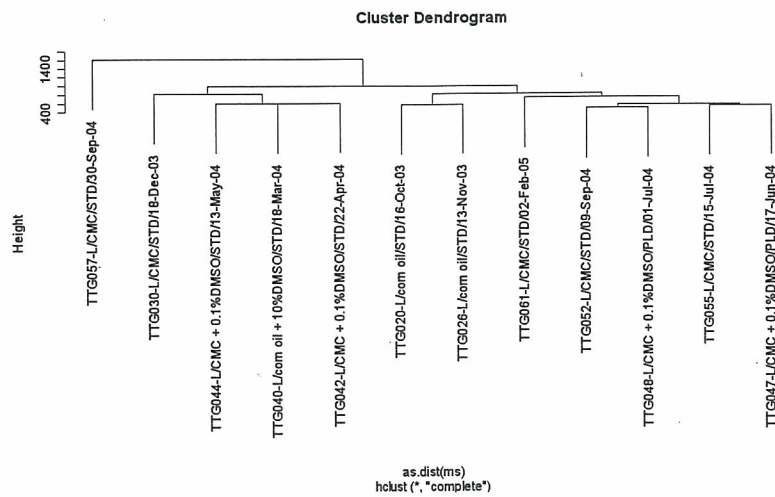 Cluster Dendrogram
1400
400
Height
TTG057-L/CMC/STD/30-Sep-04
TTG030-L/CMC/STD/18-Dec-03
TTG044-L/CMC + 0.1%DMSO/STD/13-May-04
TTG040-L/corn oil + 10%DMSO/STD/18-Mar-04
TTG042-L/CMC + 0.1%DMSO/STD/22-Apr-04
TTG020-L/corn oil/STD/16-Oct-03
TTG026-L/corn oil/STD/13-Nov-03
TTG061-L/CMC/STD/02-Feb-05
TTG052-L/CMC/STD/09-Sep-04
TTG048-L/CMC + 0.1%DMSO/PLD/01-Jul-04
TTG055-L/CMC/STD/15-Jul-04
TTG047-L/CMC + 0.1%DMSO/PLD/17-Jun-04
as.dist(ms)
hclust (*, "complete")